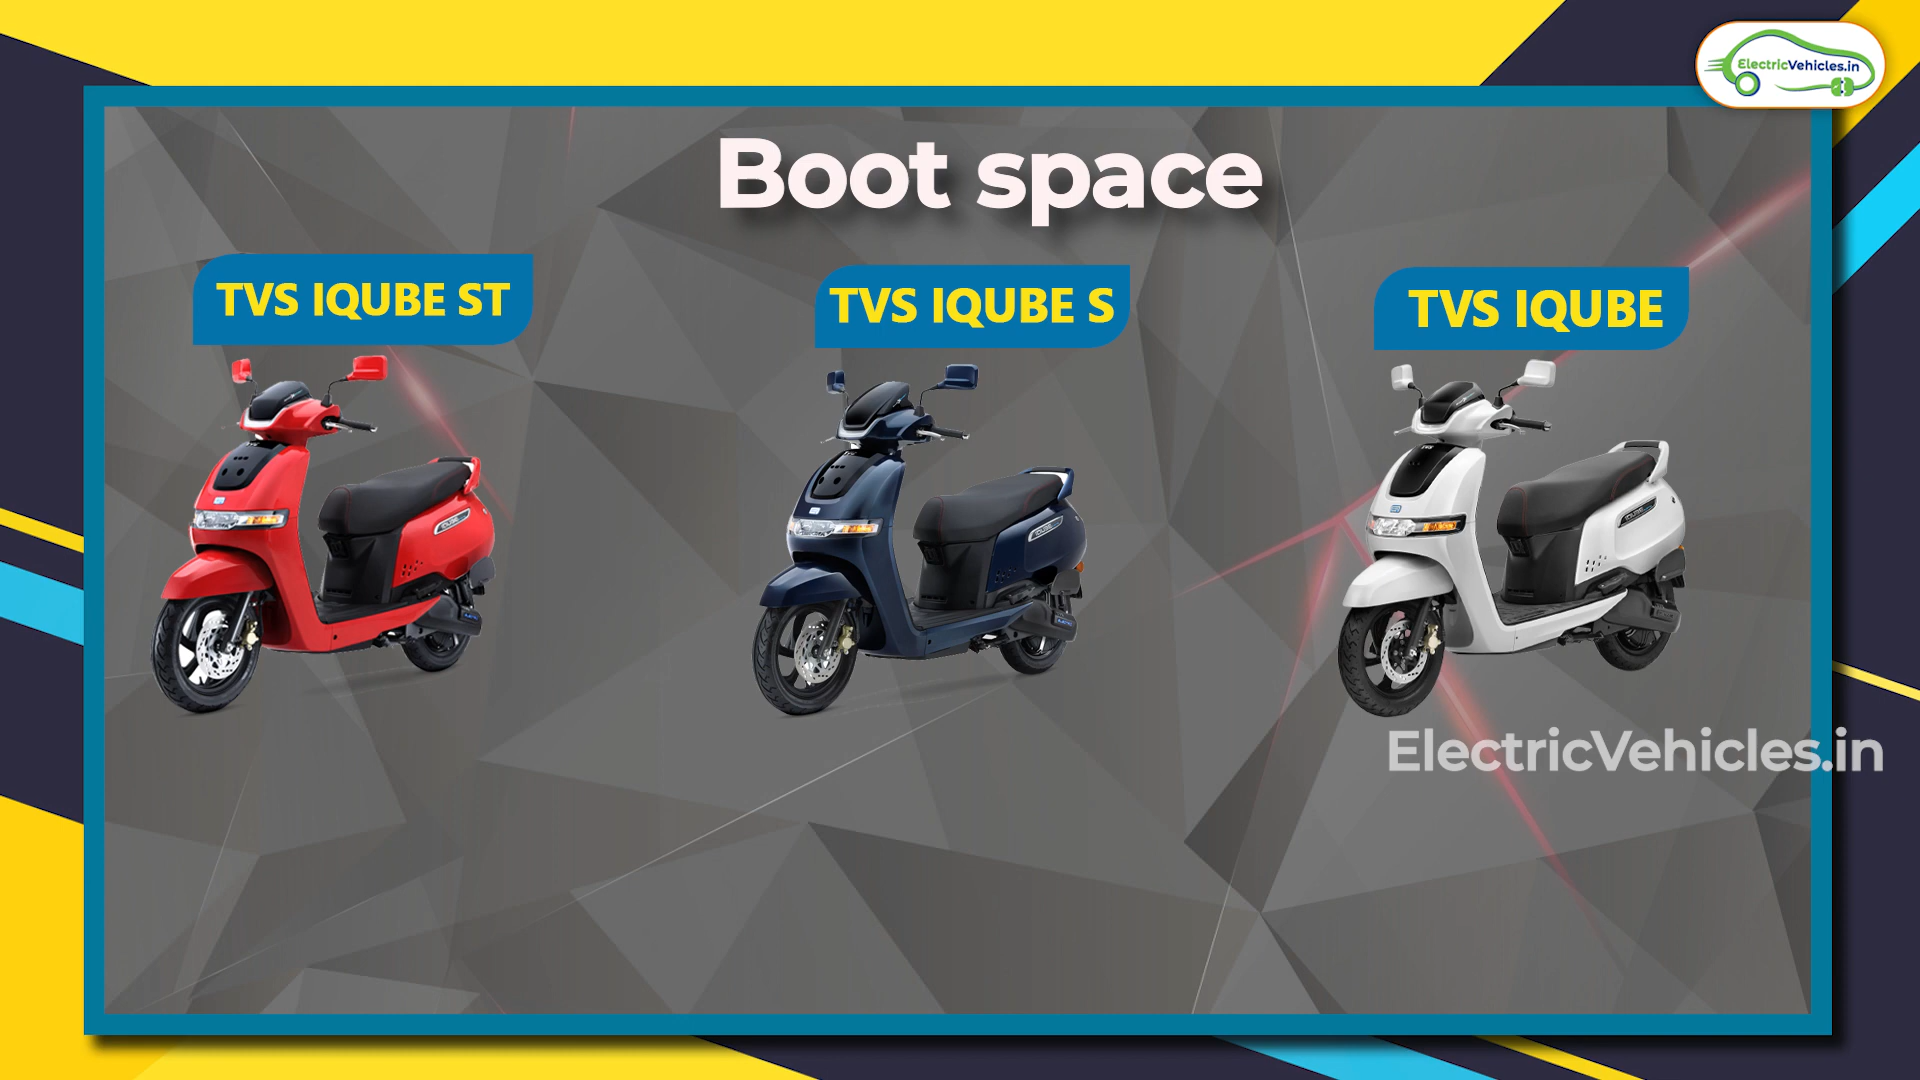 ElectricVehicles.in
Boot space
TVS IQUBE ST
TVS IQUBE S
TVS IQUBE
ElectricVehicles.in